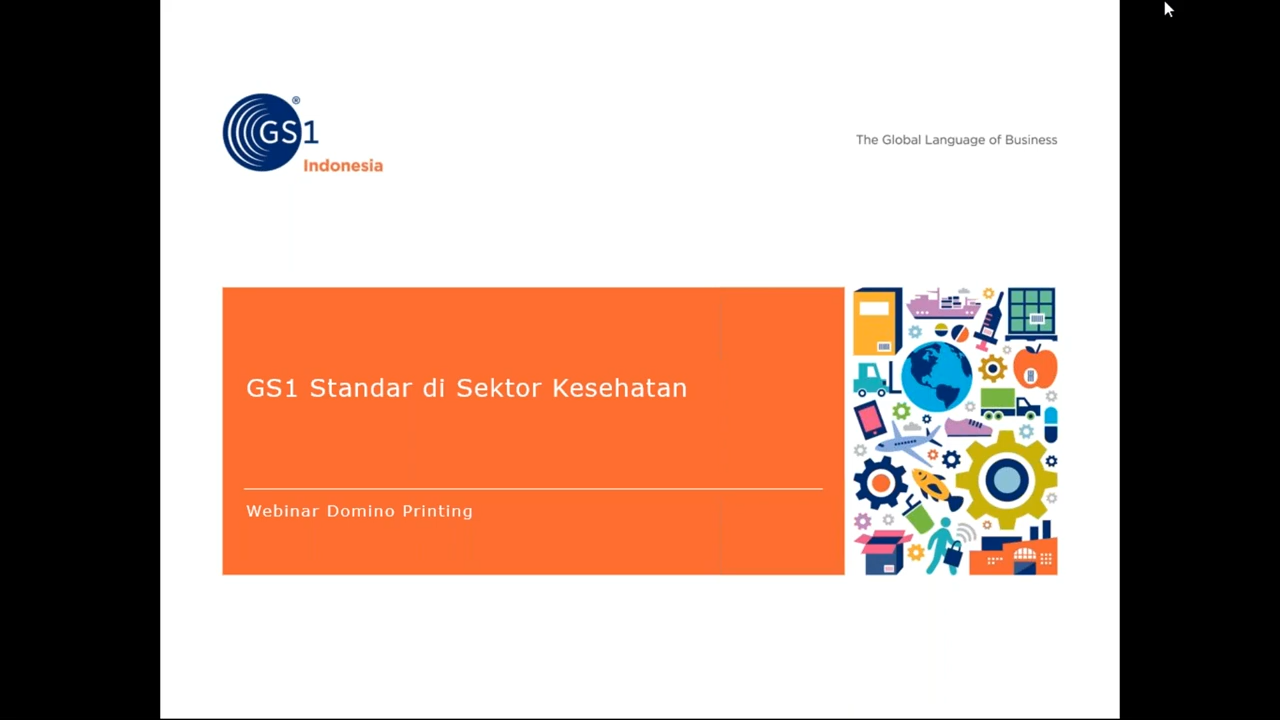 GS1®
Indonesia
The Global Language of Business
GS1 Standar di Sektor Kesehatan
Webinar Domino Printing